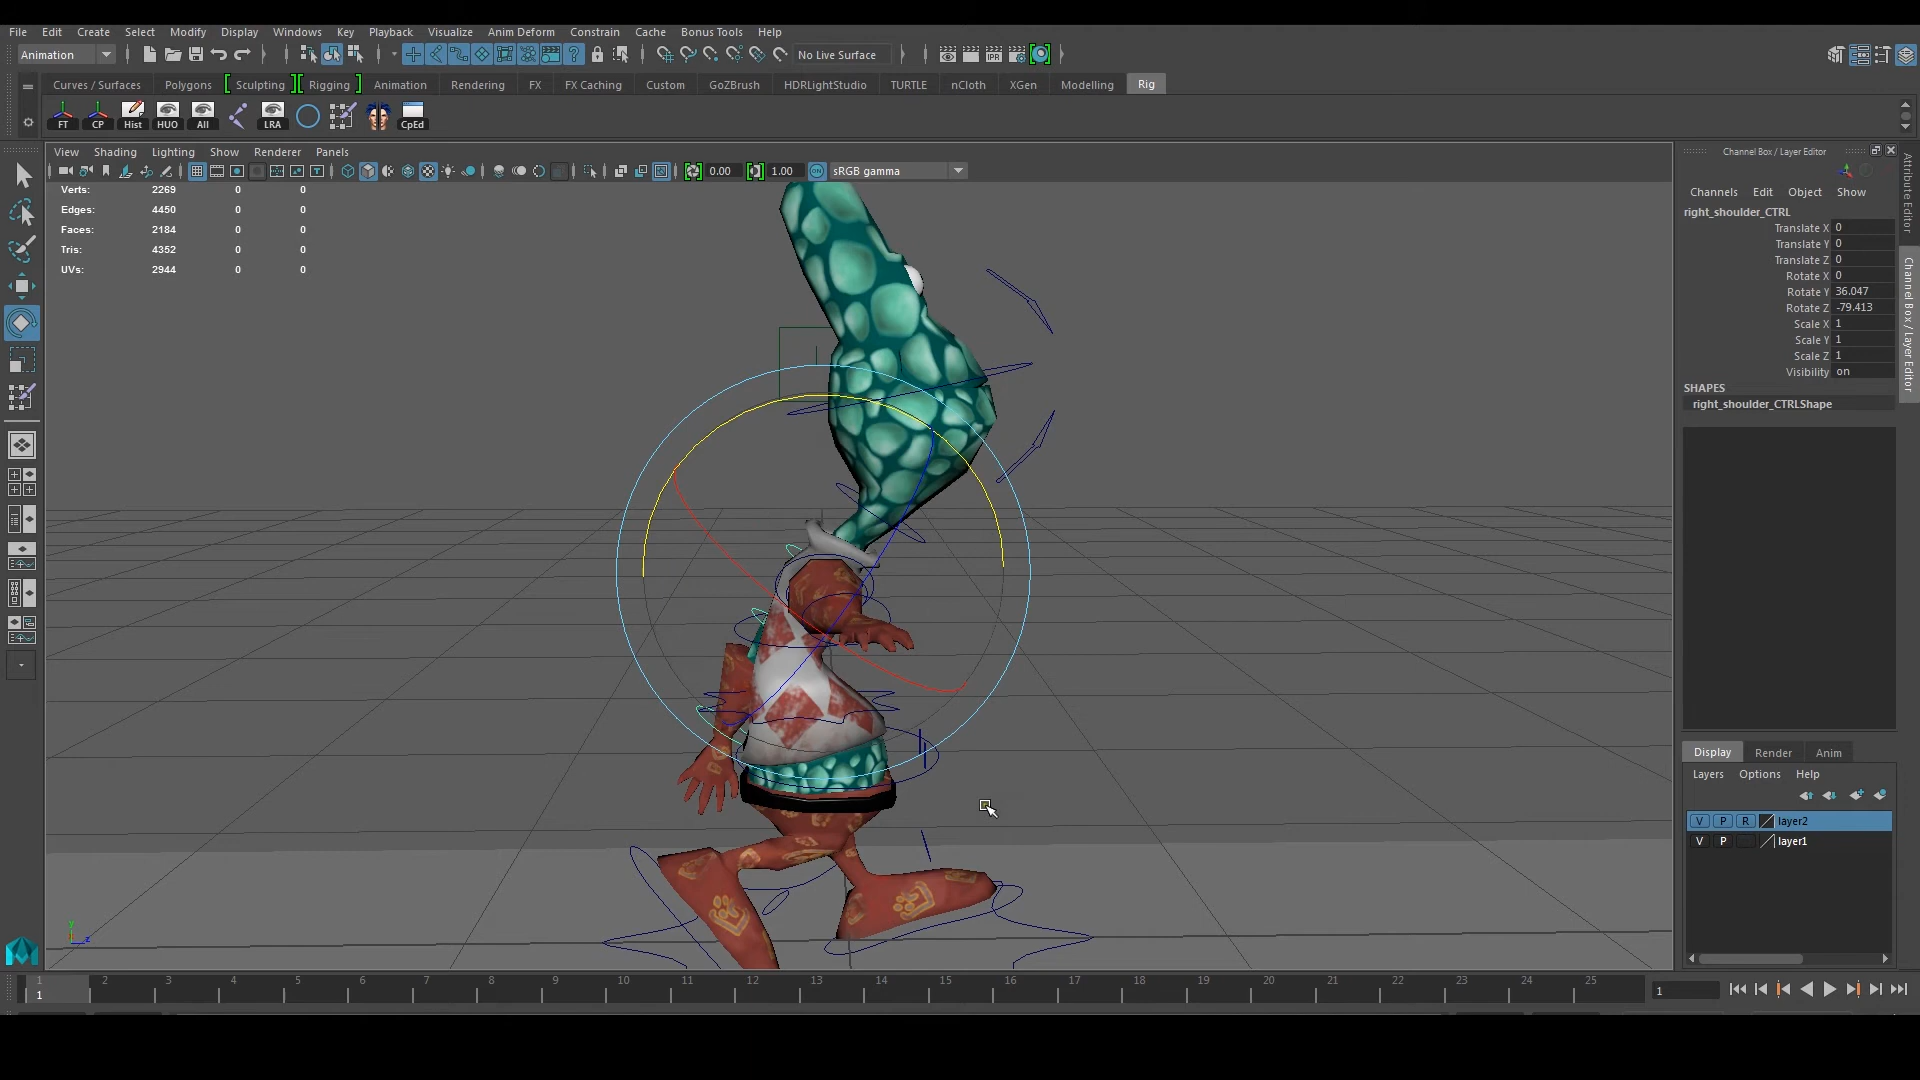 File Edit Create Select Modify Display Windows Key Playback Visualize Anim Deform Constrain Cache Bonus Tools Help
Animation No Live Surface
Curves / Surfaces Polygons Sculpting Rigging Animation Rendering FX FX Caching Custom GoZBrush HDRLightStudio TURTLE nCloth XGen Modelling Rig
FT CP Hist HUO All LRA CpEd
View Shading Lighting Show Renderer Panels
0.00 1.00 sRGB gamma
Verts: 2269 0 0
Edges: 4450 0 0
Faces: 2184 0 0
Tris: 4352 0 0
UVs: 2944 0 0
Channel Box / Layer Editor
Channels Edit Object Show
right_shoulder_CTRL
Translate X 0
Translate Y 0
Translate Z 0
Rotate X 0
Rotate Y 36.047
Rotate Z -79.413
Scale X 1
Scale Y 1
Scale Z 1
Visibility on
SHAPES
right_shoulder_CTRLShape
Attribute Editor
Channel Box / Layer Editor
Display Render Anim
Layers Options Help
V P R layer2
V P layer1
1 2 3 4 5 6 7 8 9 10 11 12 13 14 15 16 17 18 19 20 21 22 23 24 25
1
1